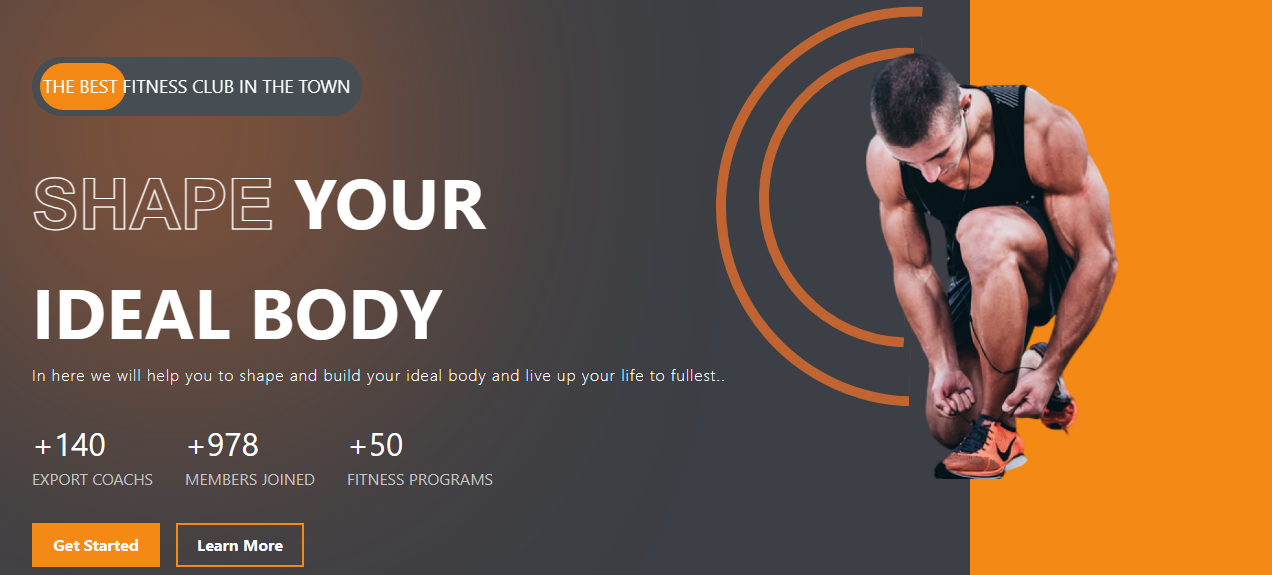 THE BEST FITNESS CLUB IN THE TOWN
SHAPE YOUR
IDEAL BODY
In here we will help you to shape and build your ideal body and live up your life to fullest..
+140 +978 +50
EXPORT COACHS MEMBERS JOINED FITNESS PROGRAMS
Get Started Learn More